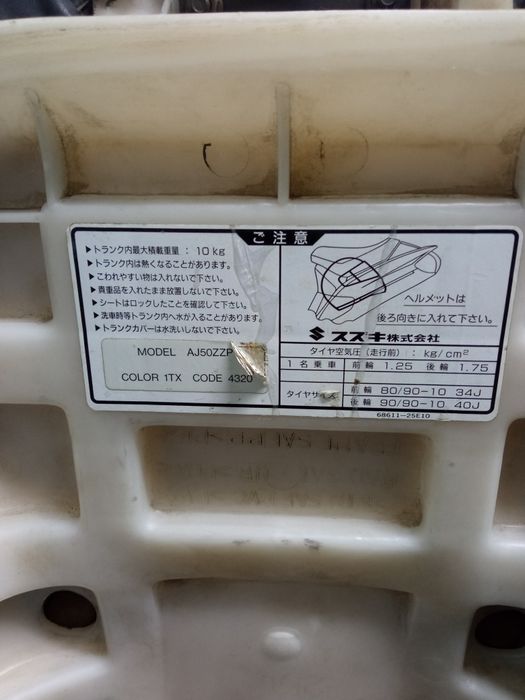 ご注意
▶トランク内最大積載重量 : 10kg
▶トランク内は熱くなることがあります。
▶こわれやすい物は入れないで下さい。
▶貴重品を入れたまま放置しないで下さい。
▶シートはロックしたことを確認して下さい。
▶洗車時等トランク内へ水が入ることがあります。
▶トランクカバーは水洗いしないで下さい。
MODEL AJ50ZZP
COLOR 1TX CODE 4320
ヘルメットは
後ろ向きに入れて下さい。
スズキ株式会社
タイヤ空気圧(走行前) : kg/cm²
1名乗車 前輪 1.25 後輪 1.75
タイヤサイズ 前輪 80/90-10 34J
後輪 90/90-10 40J
68611-25E10